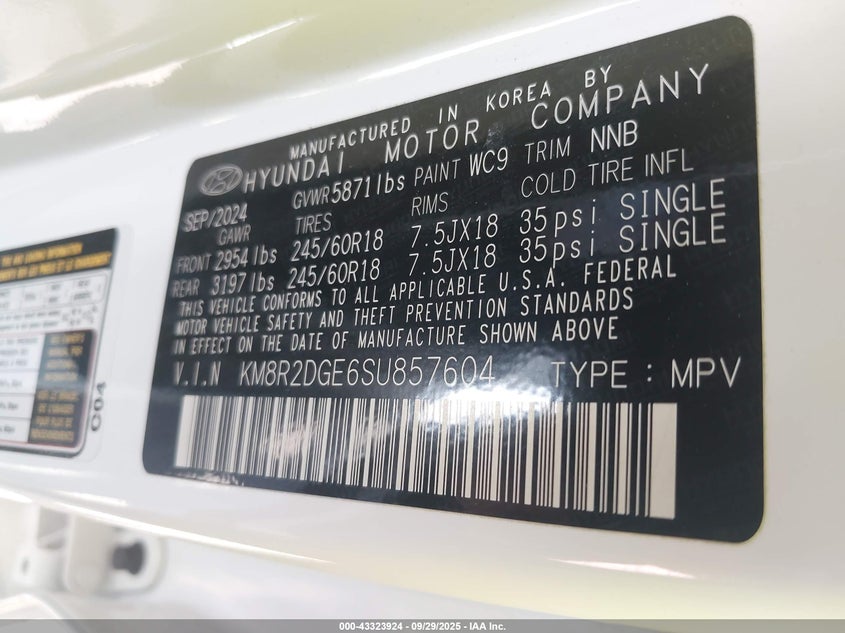 MANUFACTURED IN KOREA BY
HYUNDAI MOTOR COMPANY
SEP/2024 GVWR 5871lbs PAINT WC9 TRIM NNB
GAWR TIRES RIMS COLD TIRE INFL
FRONT 2954 lbs 245/60R18 7.5JX18 35psi SINGLE
REAR 3197 lbs 245/60R18 7.5JX18 35psi SINGLE
THIS VEHICLE CONFORMS TO ALL APPLICABLE U.S.A. FEDERAL
MOTOR VEHICLE SAFETY AND THEFT PREVENTION STANDARDS
IN EFFECT ON THE DATE OF MANUFACTURE SHOWN ABOVE
V.I.N KM8R2DGE6SU857604 TYPE : MPV
C04
000-43323924 - 09/29/2025 - IAA Inc.